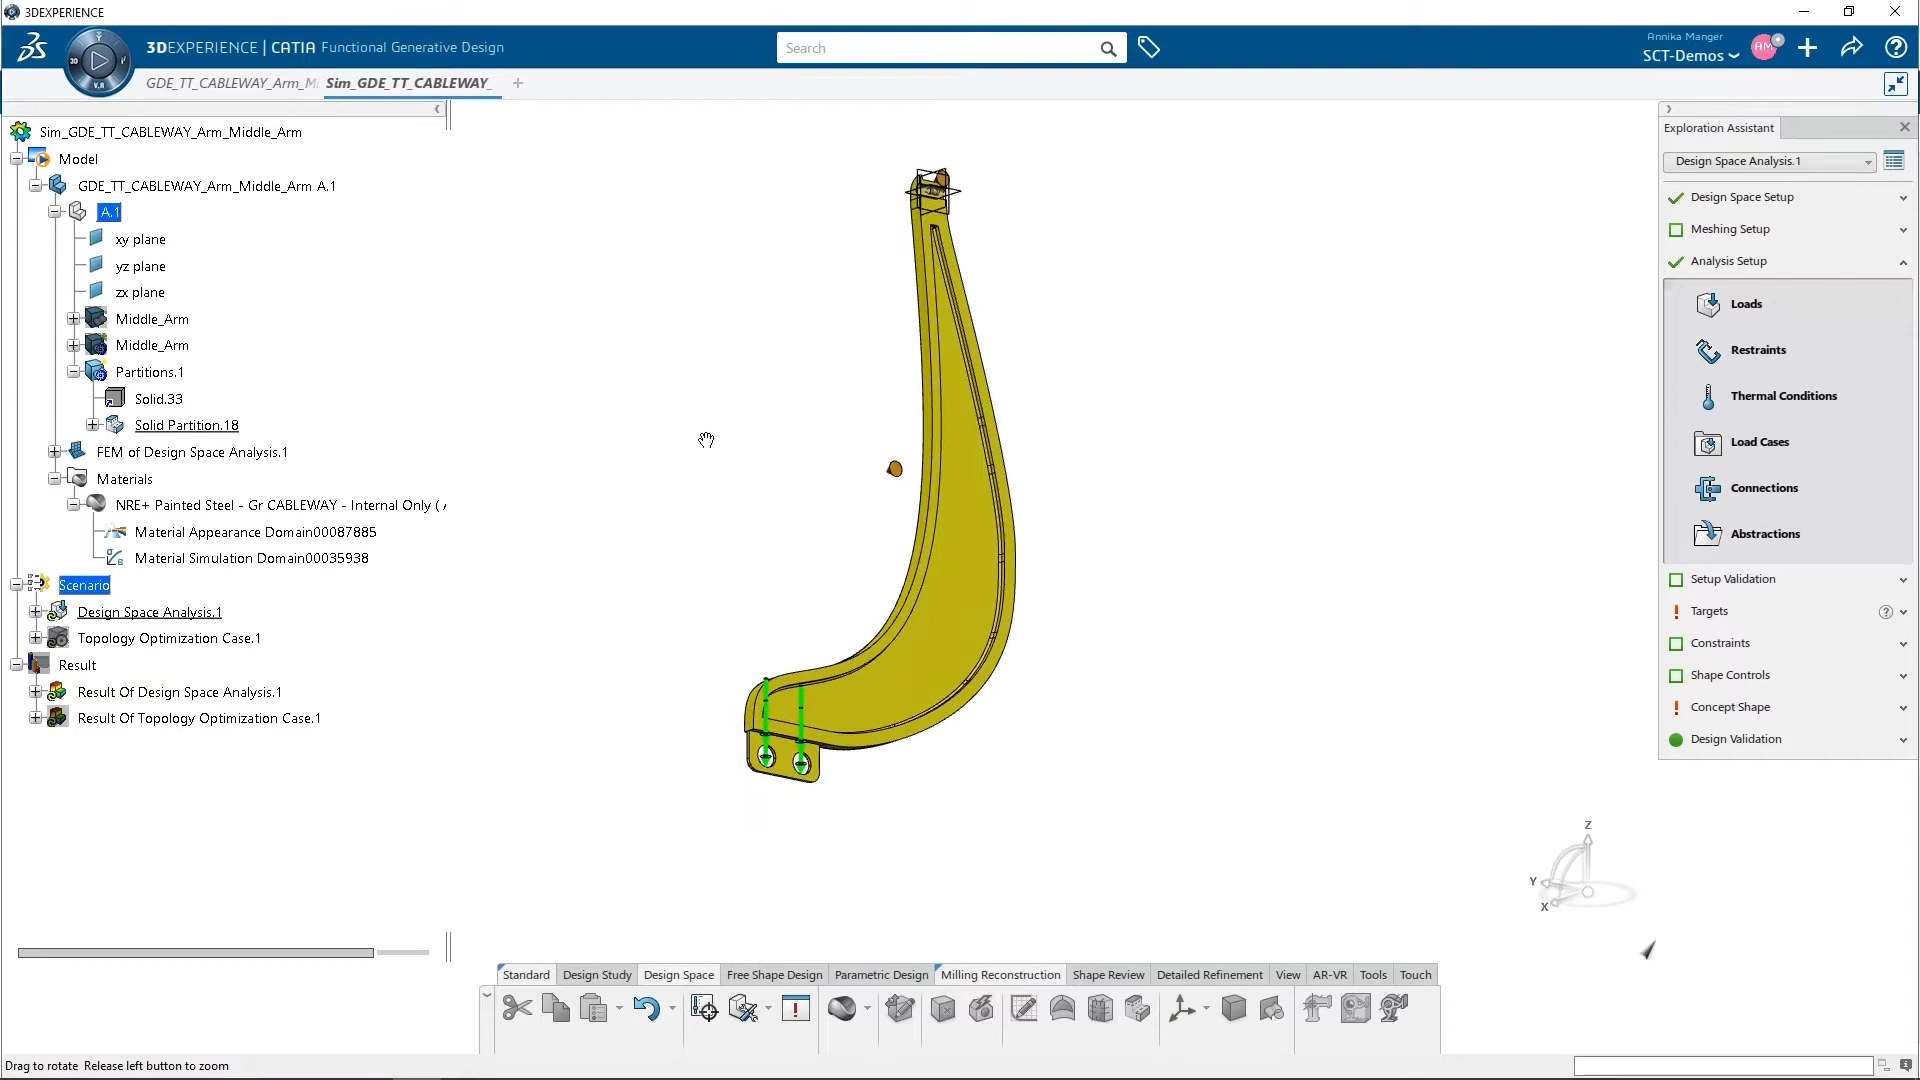 3DEXPERIENCE
3DEXPERIENCE | CATIA Functional Generative Design
Search
Annika Manger
SCT-Demos
AM
3D
V.R
GDE_TT_CABLEWAY_Arm_M
Sim_GDE_TT_CABLEWAY_
Sim_GDE_TT_CABLEWAY_Arm_Middle_Arm
Model
GDE_TT_CABLEWAY_Arm_Middle_Arm A.1
A.1
xy plane
yz plane
zx plane
Middle_Arm
Middle_Arm
Partitions.1
Solid.33
Solid Partition.18
FEM of Design Space Analysis.1
Materials
NRE+ Painted Steel - Gr CABLEWAY - Internal Only (
Material Appearance Domain00087885
Material Simulation Domain00035938
Scenario
Design Space Analysis.1
Topology Optimization Case.1
Result
Result Of Design Space Analysis.1
Result Of Topology Optimization Case.1
Exploration Assistant
Design Space Analysis.1
Design Space Setup
Meshing Setup
Analysis Setup
Loads
Restraints
Thermal Conditions
Load Cases
Connections
Abstractions
Setup Validation
Targets
Constraints
Shape Controls
Concept Shape
Design Validation
Z
Y
X
Standard Design Study Design Space Free Shape Design Parametric Design Milling Reconstruction Shape Review Detailed Refinement View AR-VR Tools Touch
Drag to rotate Release left button to zoom